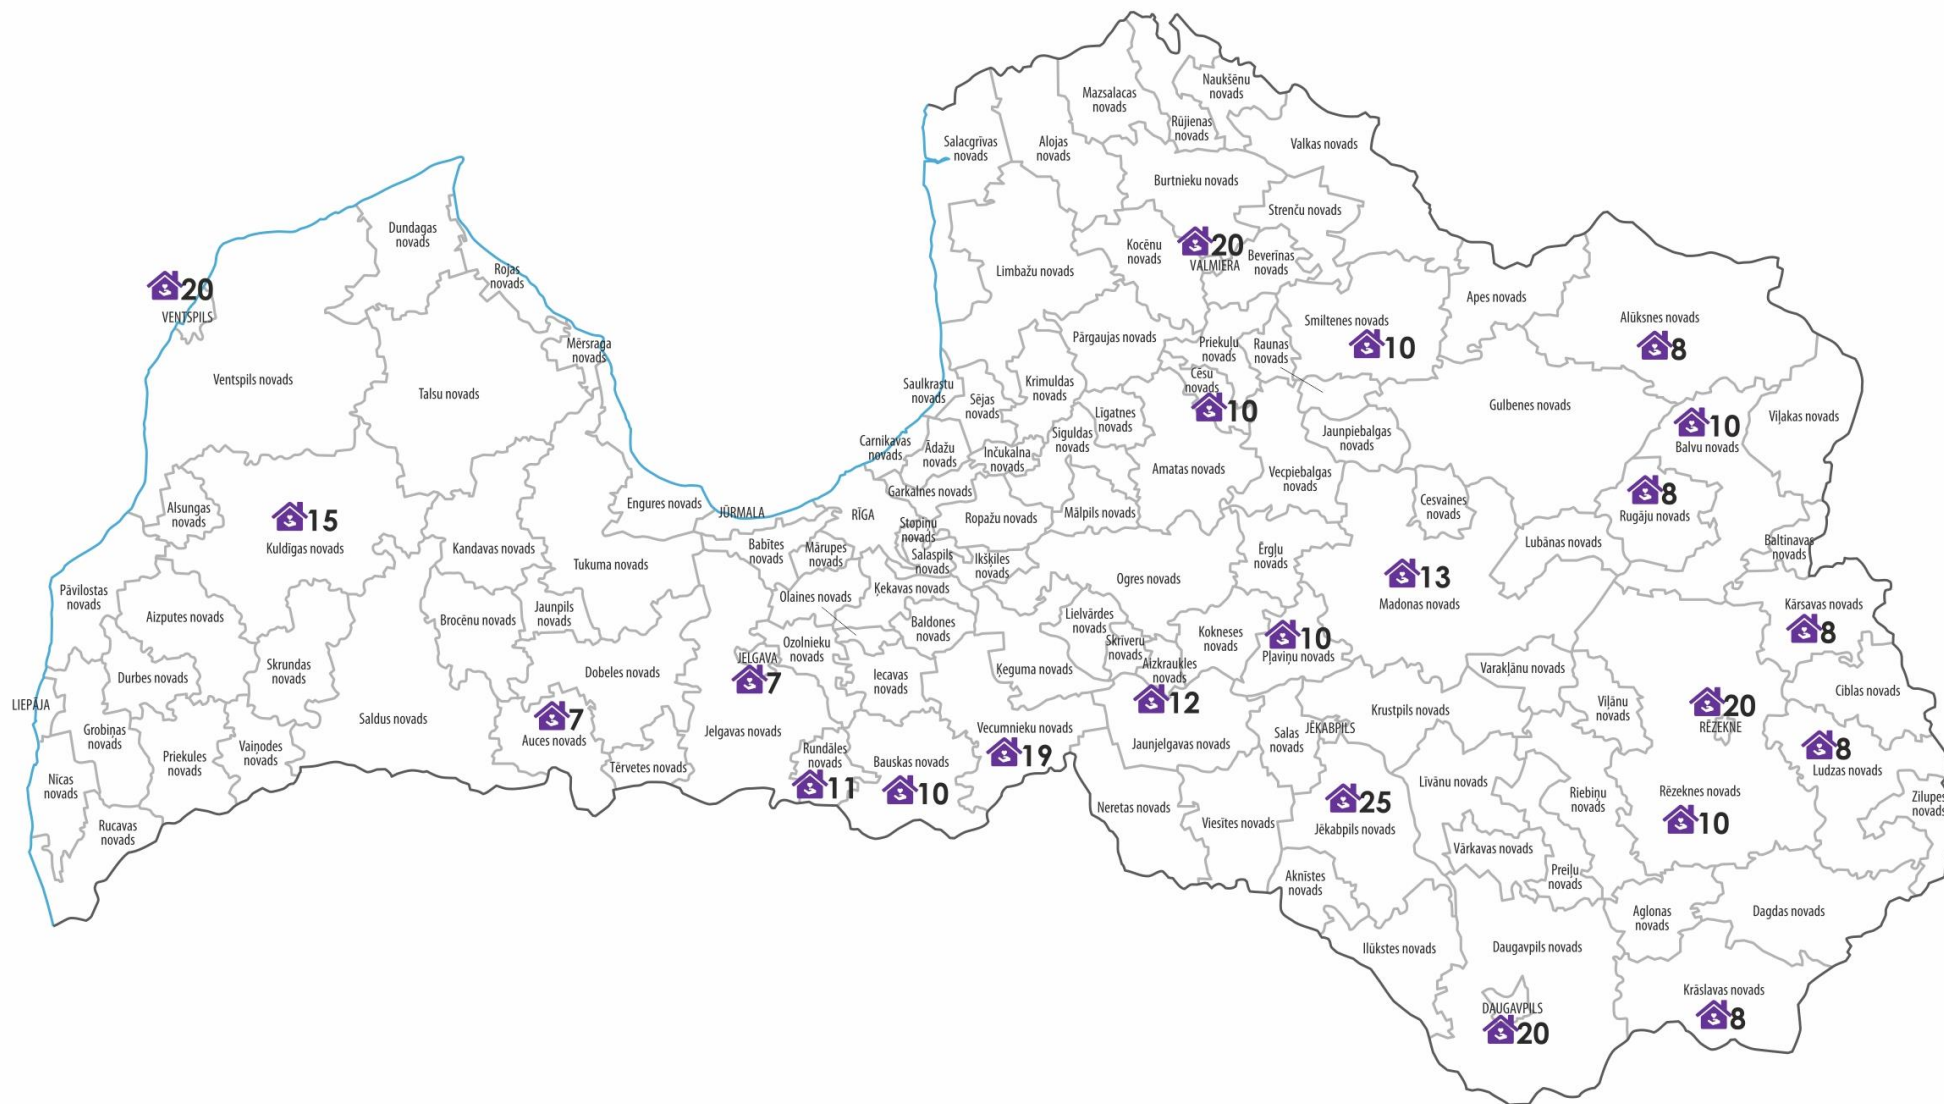 Naukšēnu
novads
Mazsalacas
novads
Rūjienas
novads
Salacgrīvas
novads
Alojas
novads
Valkas novads
Burtnieku novads
Strenču novads
Dundagas
novads
Kocēnu
novads
20
VALMIERA
Beverīnas
novads
Rojas
novads
Limbažu novads
20
VENTSPILS
Apes novads
Smiltenes novads
10
Alūksnes novads
8
Pārgaujas novads
Priekuļu
novads
Raunas
novads
Mērsraga
novads
Ventspils novads
Talsu novads
Saulkrastu
novads
Sējas
novads
Krimuldas
novads
Cēsu
novads
10
Līgatnes
novads
Gulbenes novads
10
Balvu novads
Viļakas novads
Jaunpiebalgas
novads
Siguldas
novads
Carnikavas
novads
Ādažu
novads
Inčukalna
novads
Amatas novads
Vecpiebalgas
novads
Garkalnes novads
Cesvaines
novads
8
Rugāju novads
Alsungas
novads
15
Kuldīgas novads
Engures novads
JŪRMALA
RĪGA
Stopiņu
novads
Ropažu novads
Mālpils novads
Kandavas novads
Tukuma novads
Babītes
novads
Mārupes
novads
Salaspils
novads
Ikšķiles
novads
Ērgļu
novads
Lubānas novads
Baltinavas
novads
Ogres novads
13
Madonas novads
Pāvilostas
novads
Aizputes novads
Brocēnu novads
Jaunpils
novads
Olaines novads
Ķekavas novads
Baldones
novads
Lielvārdes
novads
Kārsavas novads
8
Kokneses
novads
10
Pļaviņu novads
Skrīveru
novads
Ozolnieku
novads
Durbes novads
Skrundas
novads
Dobeles novads
JELGAVA
7
Iecavas
novads
Ķeguma novads
Aizkraukles
novads
12
Varakļānu novads
Ciblas novads
LIEPĀJA
Saldus novads
7
Auces novads
Viļānu
novads
20
RĒZEKNE
Krustpils novads
Grobiņas
novads
Priekules
novads
Vaiņodes
novads
Jelgavas novads
Vecumnieku novads
19
Jaunjelgavas novads
Salas
novads
JĒKABPILS
8
Ludzas novads
Tērvetes novads
Rundāles
novads
11
Bauskas novads
10
Nīcas
novads
Līvānu novads
Riebiņu
novads
Rēzeknes novads
10
Zilupes
novads
25
Jēkabpils novads
Neretas novads
Viesītes novads
Rucavas
novads
Vārkavas novads
Preiļu
novads
Aknīstes
novads
Aglonas
novads
Dagdas novads
Ilūkstes novads
Daugavpils novads
Krāslavas novads
8
DAUGAVPILS
20